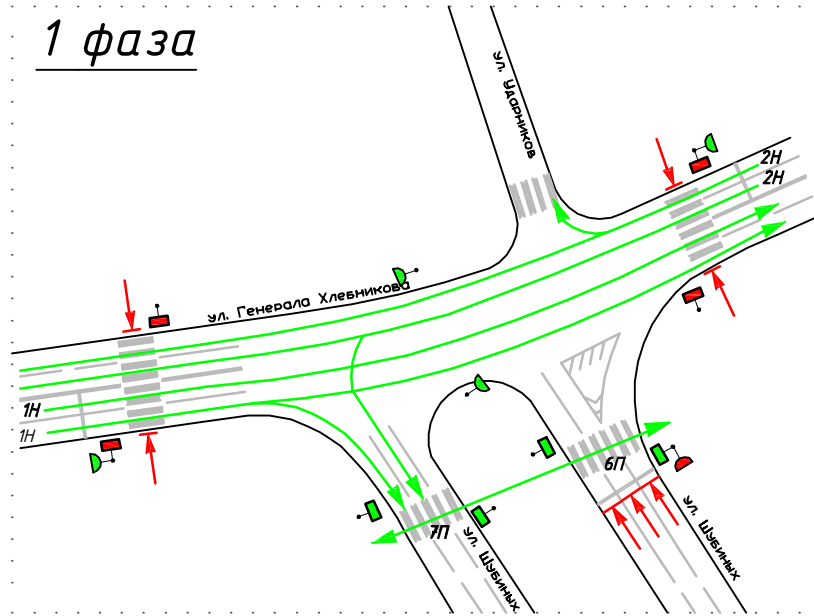 1 фаза
ул. Ударников
2Н
2Н
ул. Генерала Хлебникова
1Н
1Н
6П
7П
ул. Шубиных
ул. Шубиных